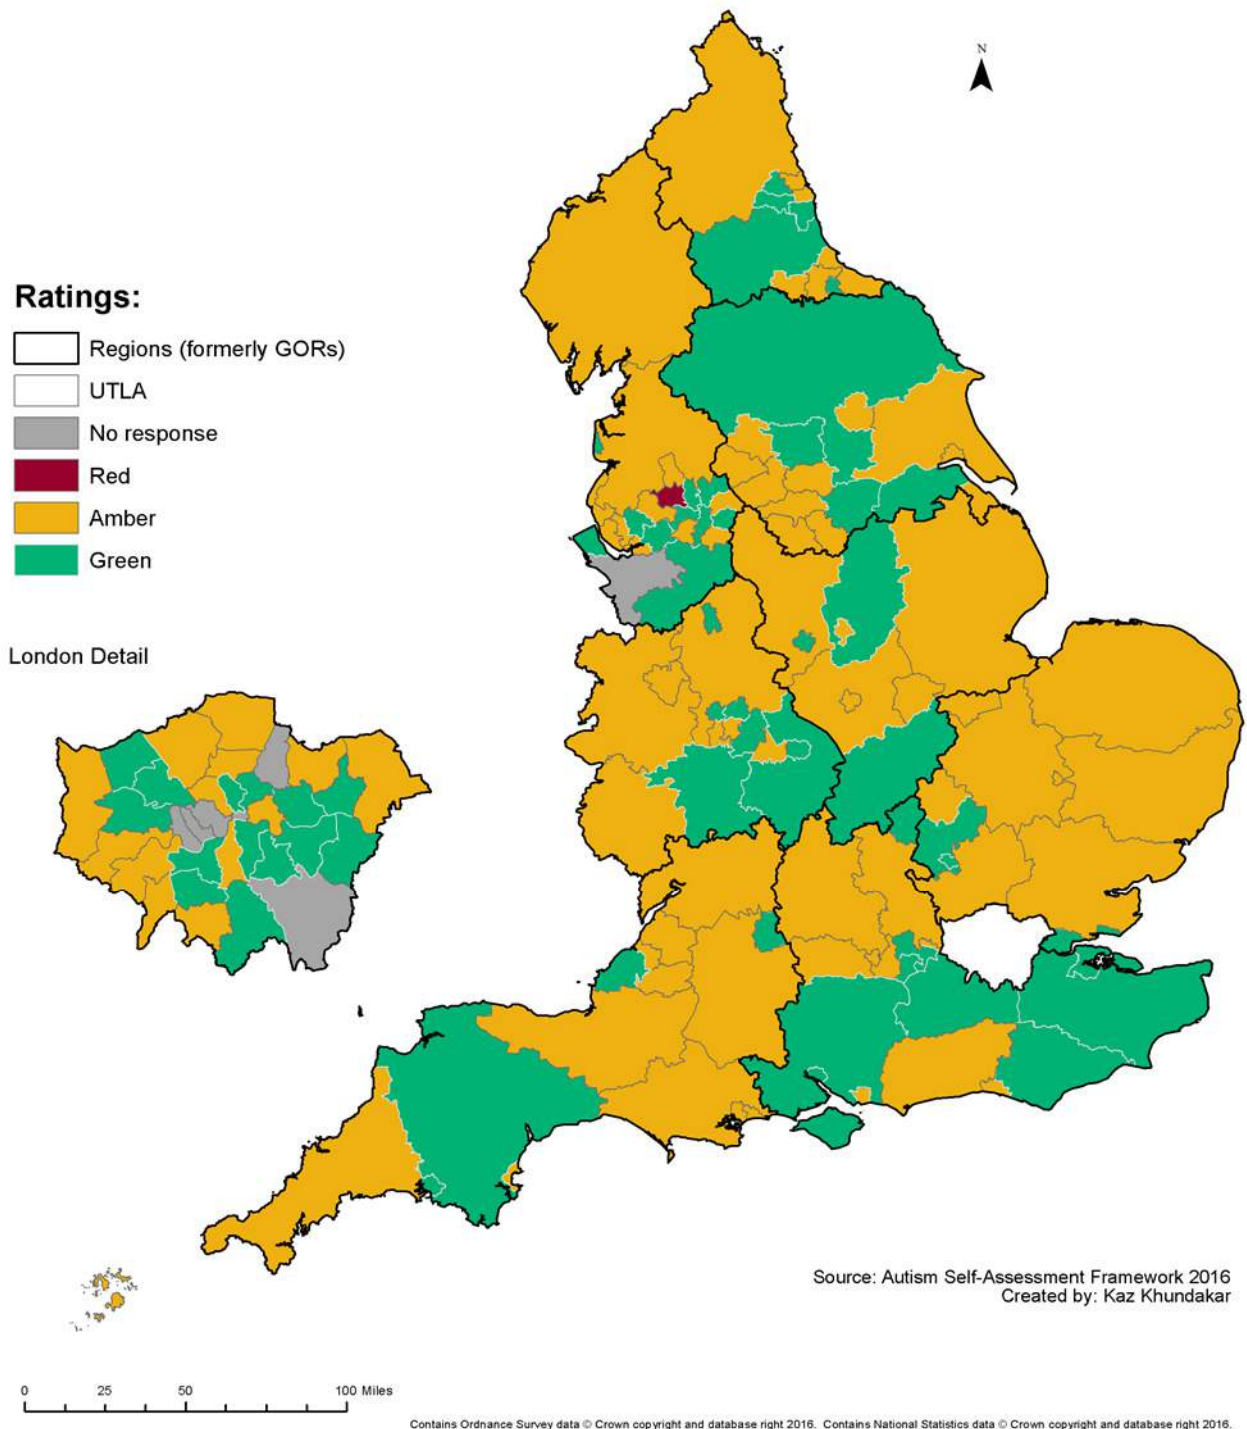 N
Ratings:
Regions (formerly GORs)
UTLA
No response
Red
Amber
Green
London Detail
Source: Autism Self-Assessment Framework 2016
Created by: Kaz Khundakar
0 25 50 100 Miles
Contains Ordnance Survey data © Crown copyright and database right 2016. Contains National Statistics data © Crown copyright and database right 2016.